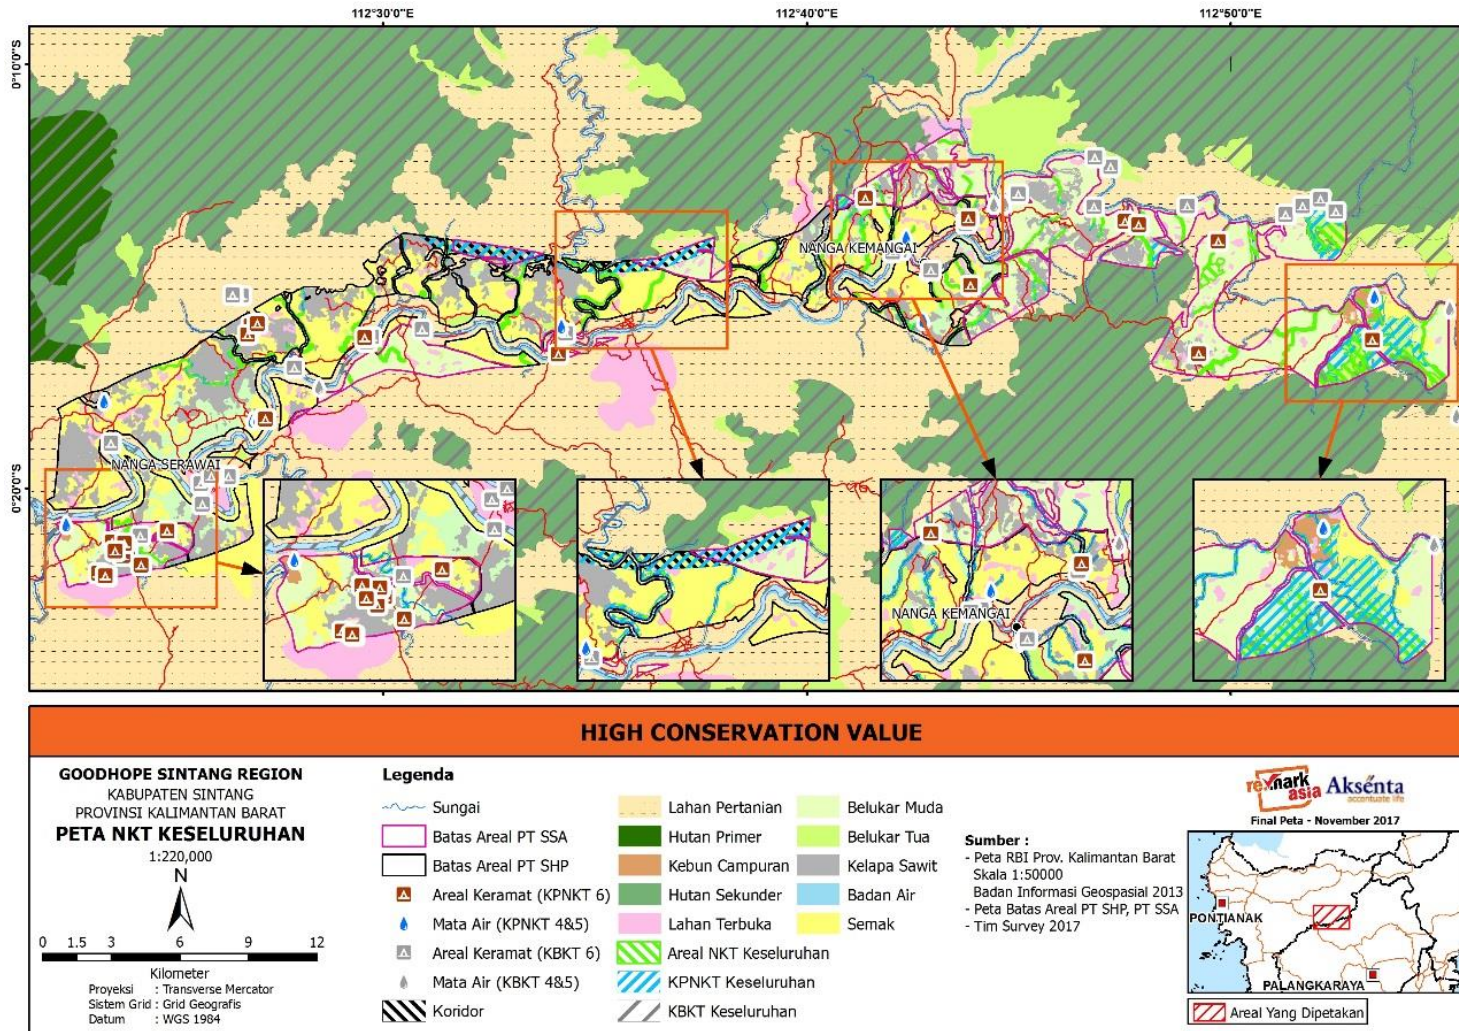 112°30'0"E
112°40'0"E
112°50'0"E
0°10'0"S
0°20'0"S
NANGA KEMANGAI
NANGA SERAWAI
NANGA KEMANGAI
HIGH CONSERVATION VALUE
GOODHOPE SINTANG REGION
KABUPATEN SINTANG
PROVINSI KALIMANTAN BARAT
PETA NKT KESELURUHAN
1:220,000
N
0 1.5 3 6 9 12
Kilometer
Proyeksi : Transverse Mercator
Sistem Grid : Grid Geografis
Datum : WGS 1984
Legenda
Sungai
Batas Areal PT SSA
Batas Areal PT SHP
Areal Keramat (KPNKT 6)
Mata Air (KPNKT 4&5)
Areal Keramat (KBKT 6)
Mata Air (KBKT 4&5)
Koridor
Lahan Pertanian
Hutan Primer
Kebun Campuran
Hutan Sekunder
Lahan Terbuka
Areal NKT Keseluruhan
KPNKT Keseluruhan
KBKT Keseluruhan
Belukar Muda
Belukar Tua
Kelapa Sawit
Badan Air
Semak
Sumber :
- Peta RBI Prov. Kalimantan Barat
Skala 1:50000
Badan Informasi Geospasial 2013
- Peta Batas Areal PT SHP, PT SSA
- Tim Survey 2017
remark asia
Aksenta
accentuate life
Final Peta - November 2017
PONTIANAK
PALANGKARAYA
Areal Yang Dipetakan